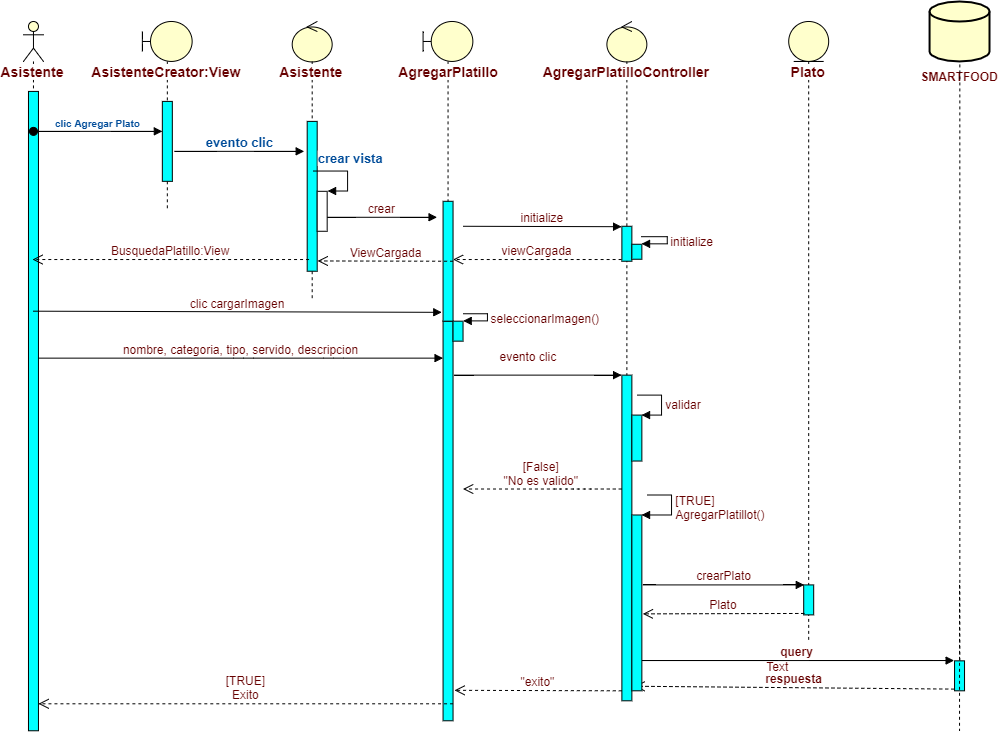 Asistente
AsistenteCreator:View
Asistente
AgregarPlatillo
AgregarPlatilloController
Plato
SMARTFOOD
clic Agregar Plato
evento clic
crear vista
crear
initialize
initialize
BusquedaPlatillo:View
ViewCargada
viewCargada
clic cargarImagen
seleccionarImagen()
nombre, categoria, tipo, servido, descripcion
evento clic
validar
[False]
"No es valido"
[TRUE]
AgregarPlatillot()
crearPlato
Plato
query
Text
respuesta
"exito"
[TRUE]
Exito